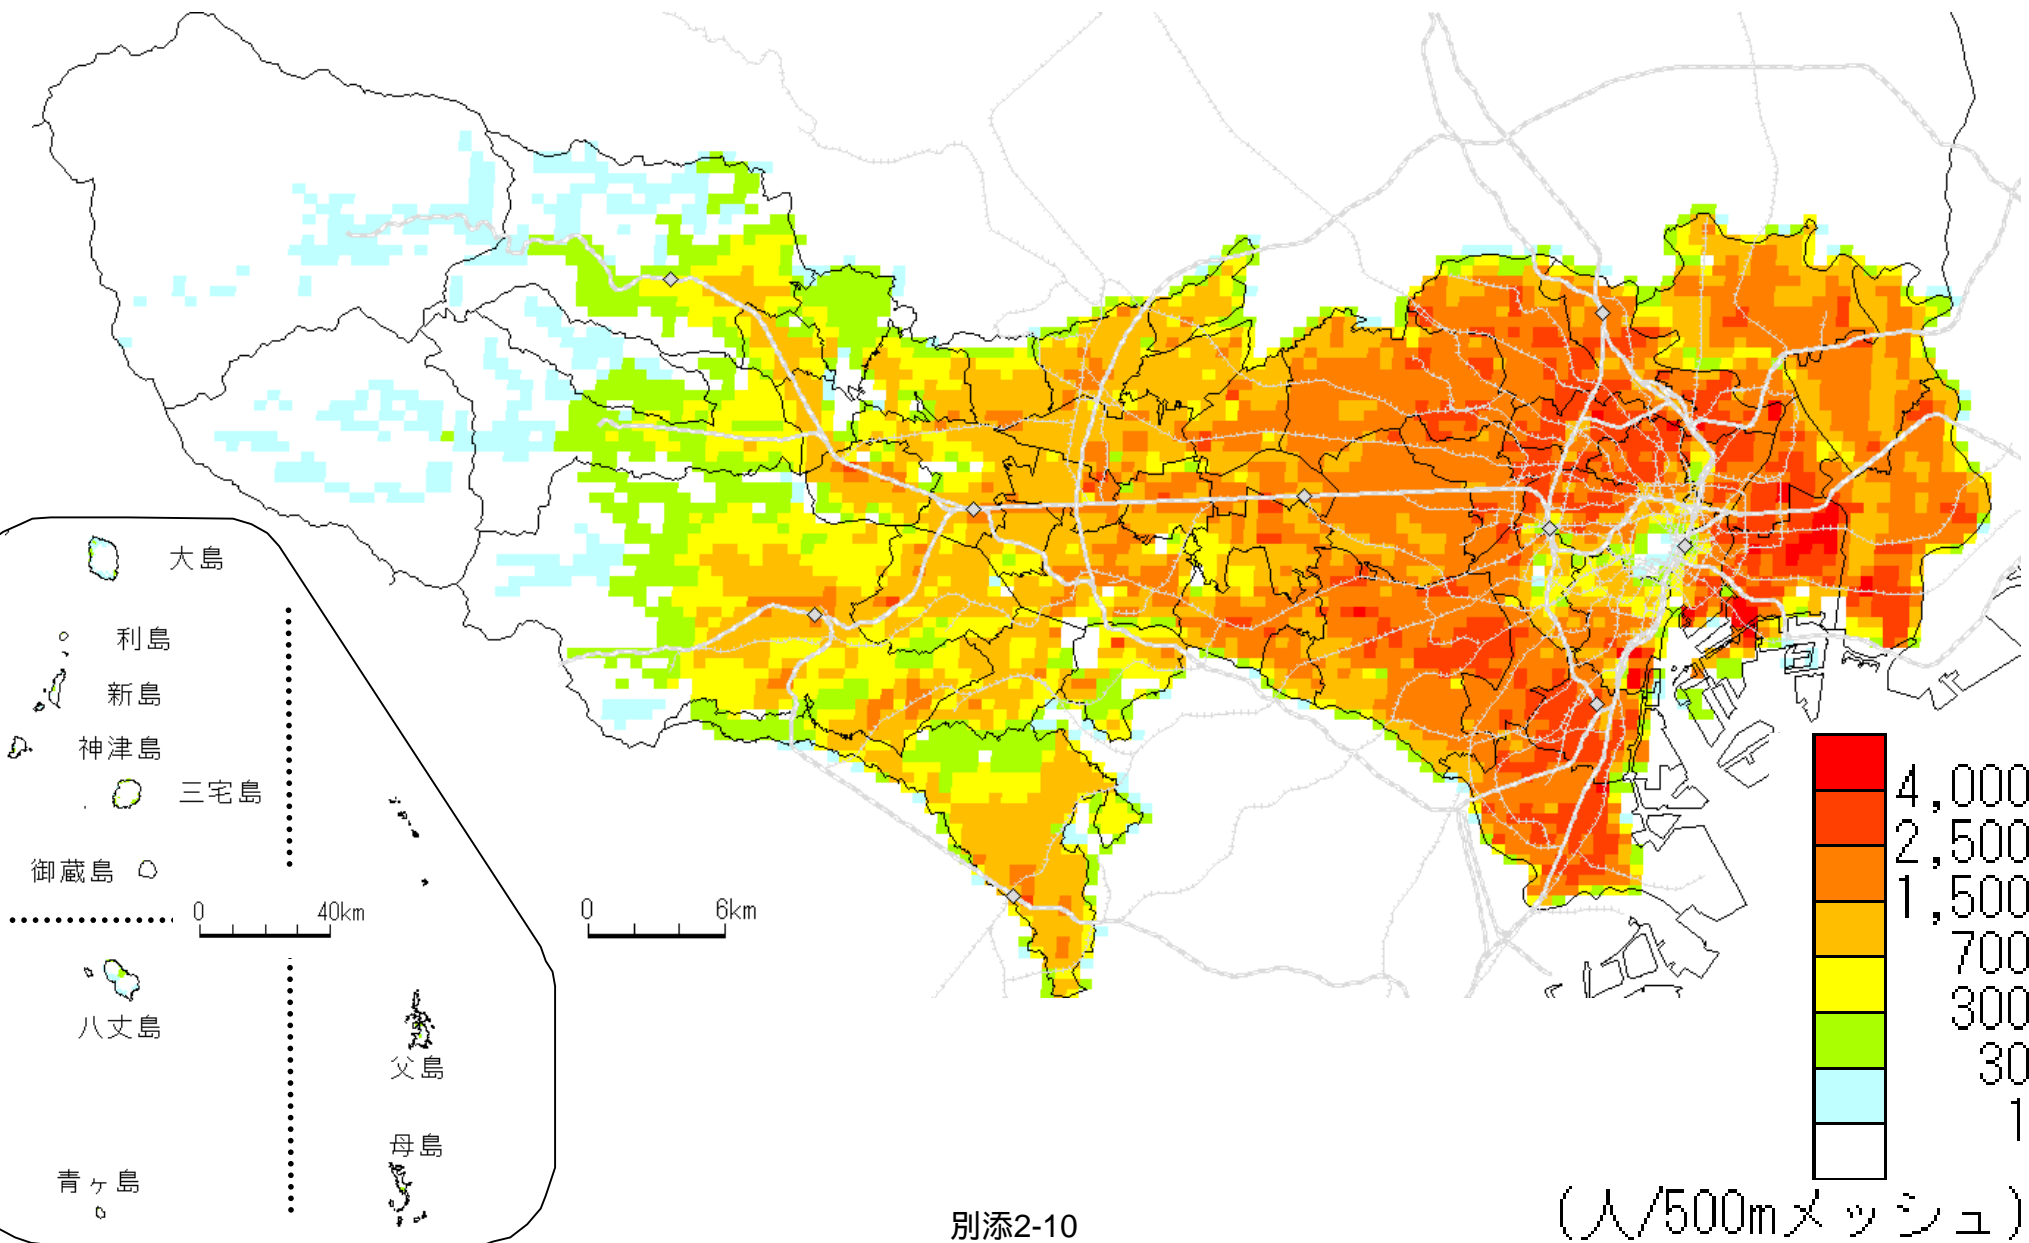 大島
利島
新島
神津島
三宅島
御蔵島
0 40km
0 6km
八丈島
父島
母島
青ヶ島
4,000
2,500
1,500
700
300
30
1
(人/500mメッシュ)
別添2-10